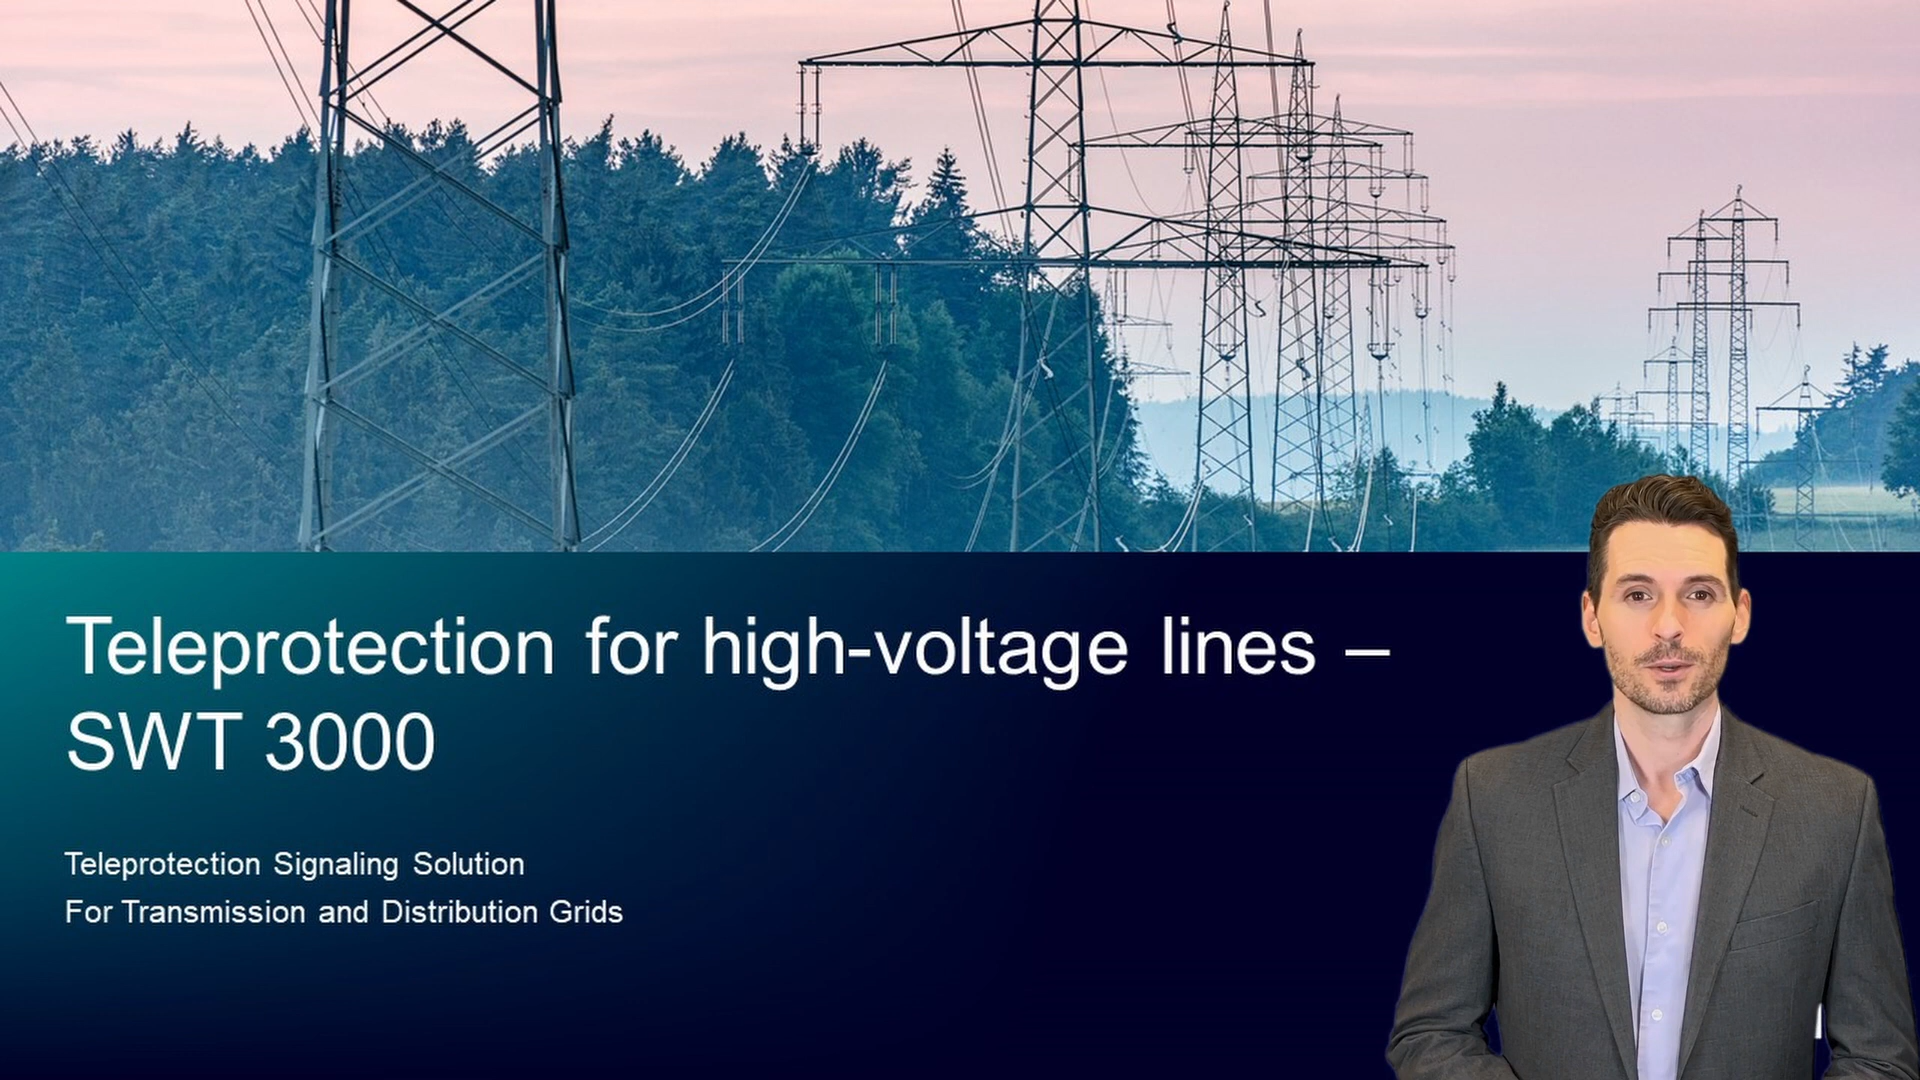 Teleprotection for high-voltage lines –
SWT 3000
Teleprotection Signaling Solution
For Transmission and Distribution Grids